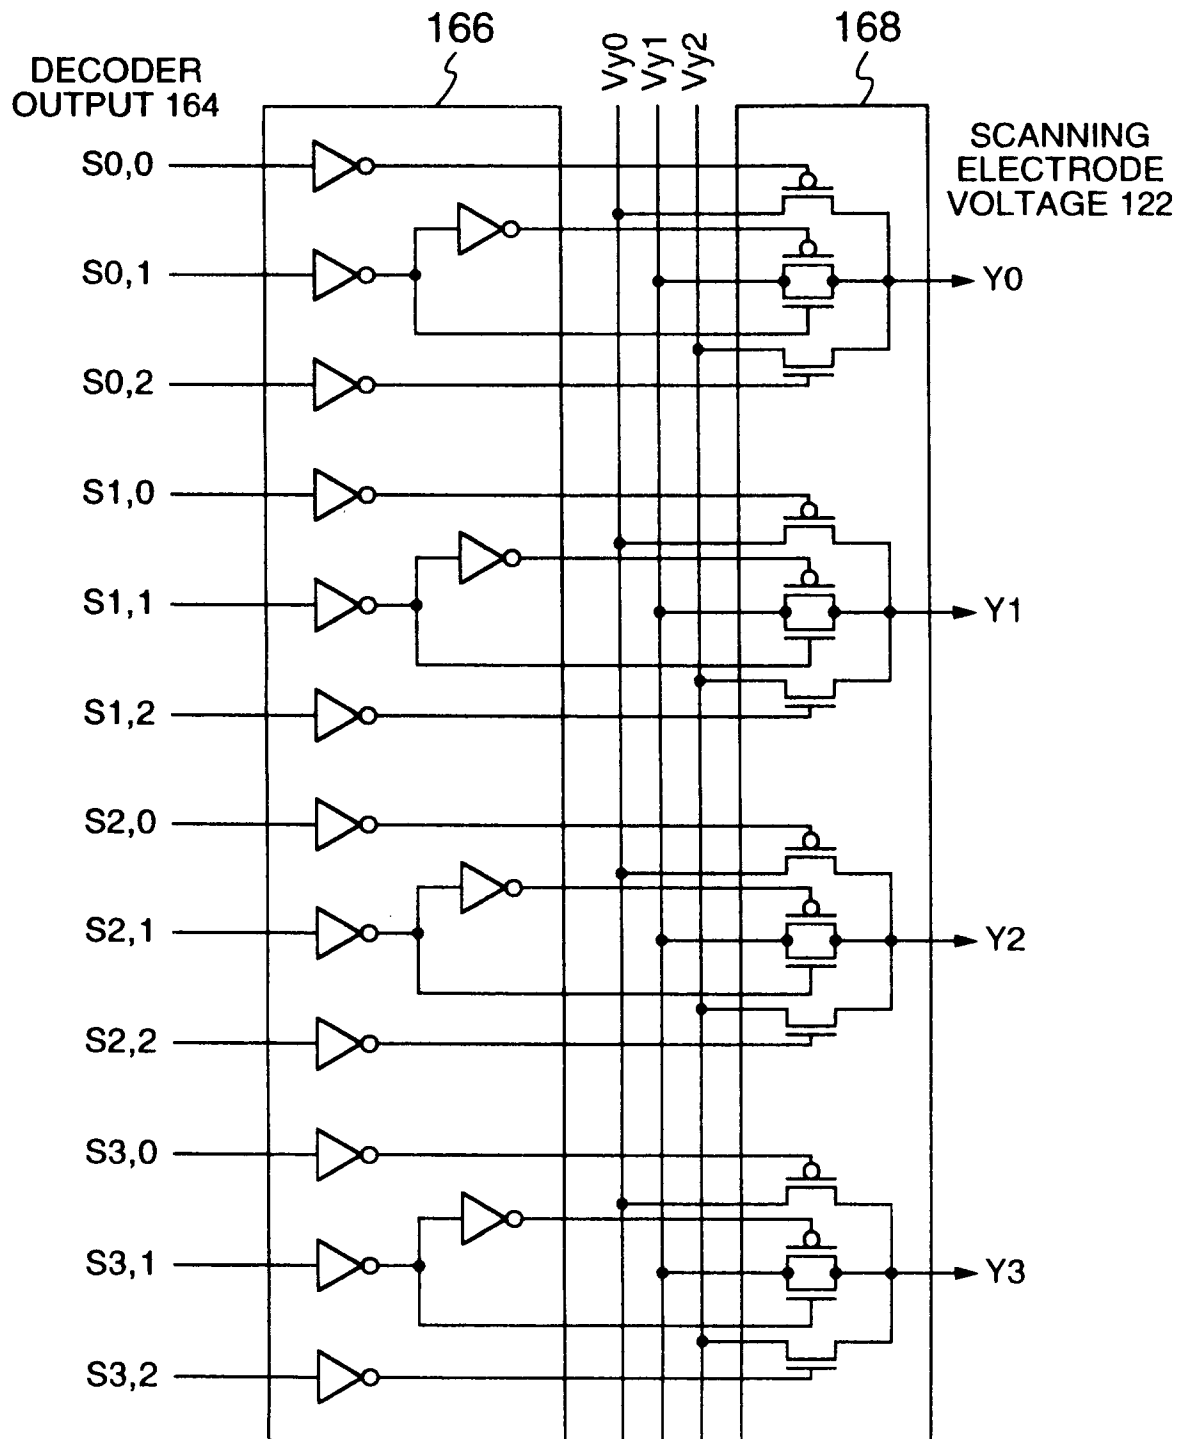 166
168
Vy0
Vy1
Vy2
DECODER
OUTPUT 164
SCANNING
ELECTRODE
VOLTAGE 122
S0,0
S0,1
Y0
S0,2
S1,0
S1,1
Y1
S1,2
S2,0
S2,1
Y2
S2,2
S3,0
S3,1
Y3
S3,2